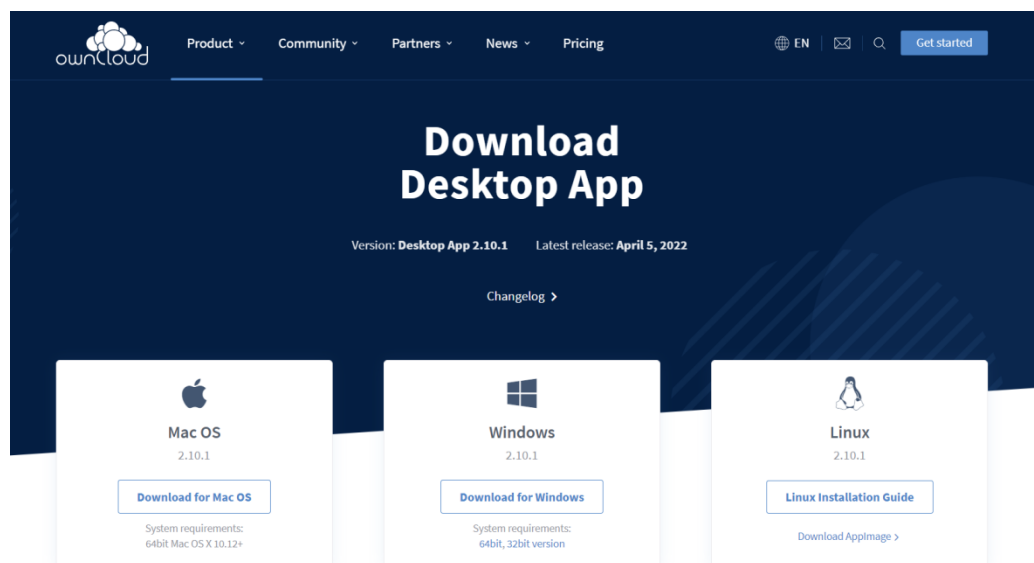 ownCloud
Product
Community
Partners
News
Pricing
EN
Get started
Download
Desktop App
Version: Desktop App 2.10.1
Latest release: April 5, 2022
Changelog
Mac OS
2.10.1
Download for Mac OS
System requirements:
64bit Mac OS X 10.12+
Windows
2.10.1
Download for Windows
System requirements:
64bit, 32bit version
Linux
2.10.1
Linux Installation Guide
Download AppImage >